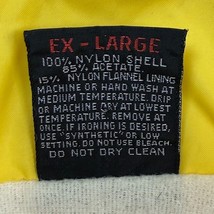 EX-LARGE
100% NYLON SHELL
85% ACETATE
15% NYLON FLANNEL LINING
MACHINE OR HAND WASH AT
MEDIUM TEMPERATURE. DRIP
OR MACHINE DRY AT LOWEST
TEMPERATURE. REMOVE AT
ONCE. IF IRONING IS DESIRED,
USE "SYNTHETIC" OR LOW
SETTING. DO NOT USE BLEACH.
DO NOT DRY CLEAN